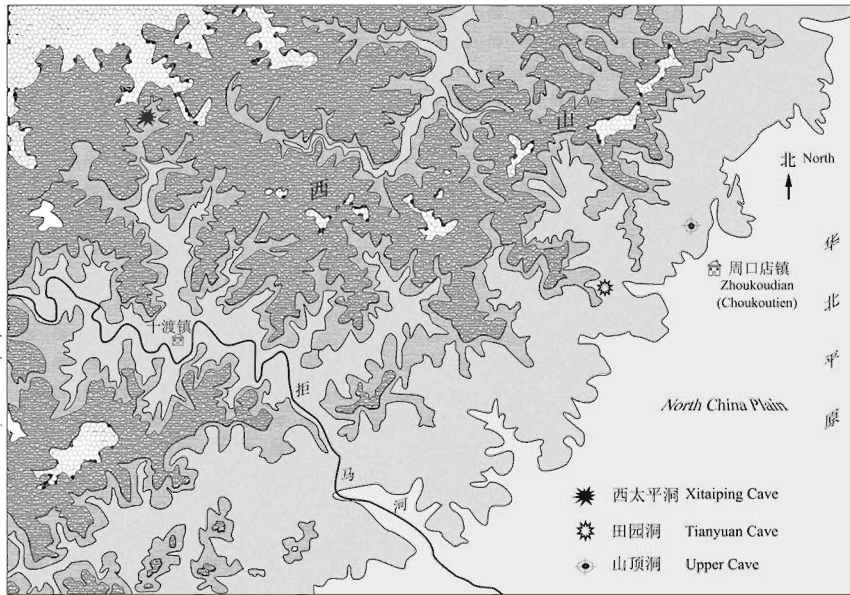 山
北 North
西
华
周口店镇
Zhoukoudian
(Choukoutien)
北
十渡镇
平
拒
North China Plain
原
马
河
西太平洞 Xitaiping Cave
田园洞 Tianyuan Cave
山顶洞 Upper Cave